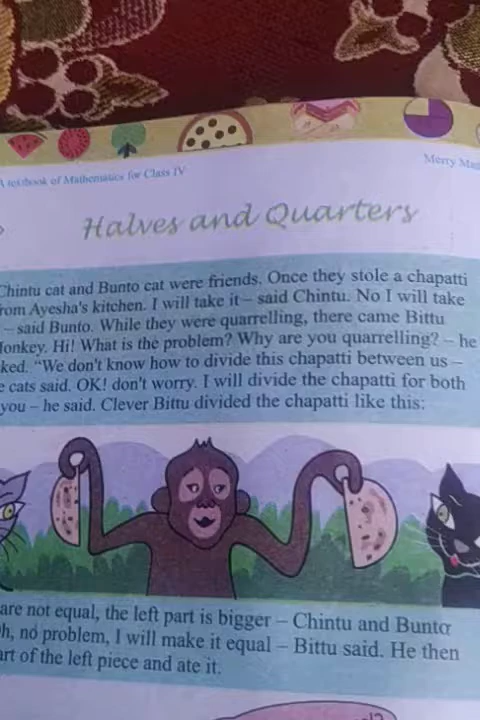 A textbook of Mathematics for Class IV
Merry
Halves and Quarters
Chintu cat and Bunto cat were friends. Once they stole a chapatti
from Ayesha's kitchen. I will take it – said Chintu. No I will take
– said Bunto. While they were quarrelling, there came Bittu
Monkey. Hi! What is the problem? Why are you quarrelling? – he
ked. "We don't know how to divide this chapatti between us –
e cats said. OK! don't worry. I will divide the chapatti for both
you – he said. Clever Bittu divided the chapatti like this:
are not equal, the left part is bigger – Chintu and Bunto
h, no problem, I will make it equal – Bittu said. He then
art of the left piece and ate it.